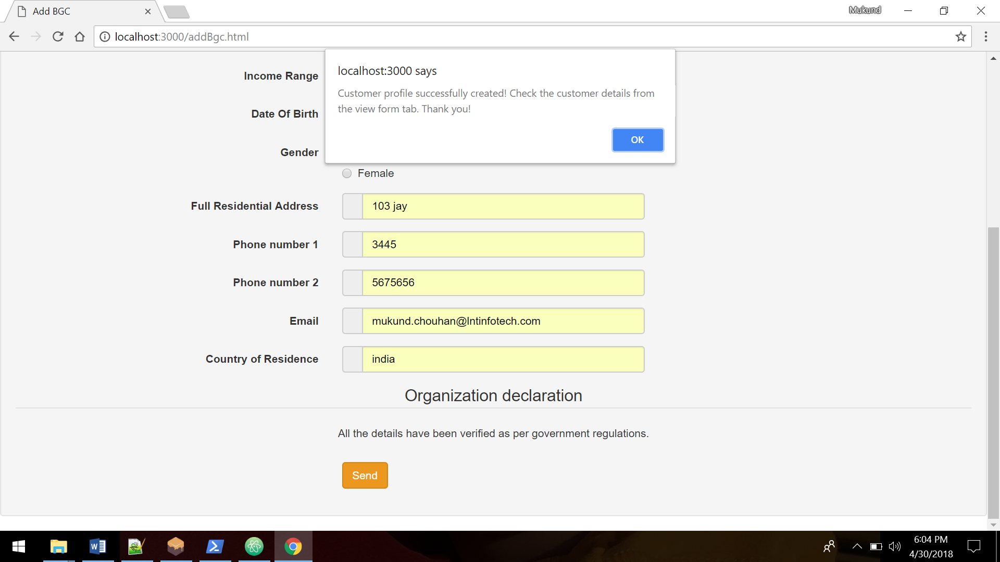 Add BGC
Mukund
localhost:3000/addBgc.html
localhost:3000 says
Customer profile successfully created! Check the customer details from
the view form tab. Thank you!
OK
Income Range
Date Of Birth
Gender
Female
Full Residential Address 103 jay
Phone number 1 3445
Phone number 2 5675656
Email mukund.chouhan@lntinfotech.com
Country of Residence india
Organization declaration
All the details have been verified as per government regulations.
Send
6:04 PM
4/30/2018